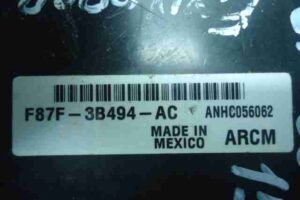 F87F-3B494-AC ANHC056062
MADE IN ARCM
MEXICO